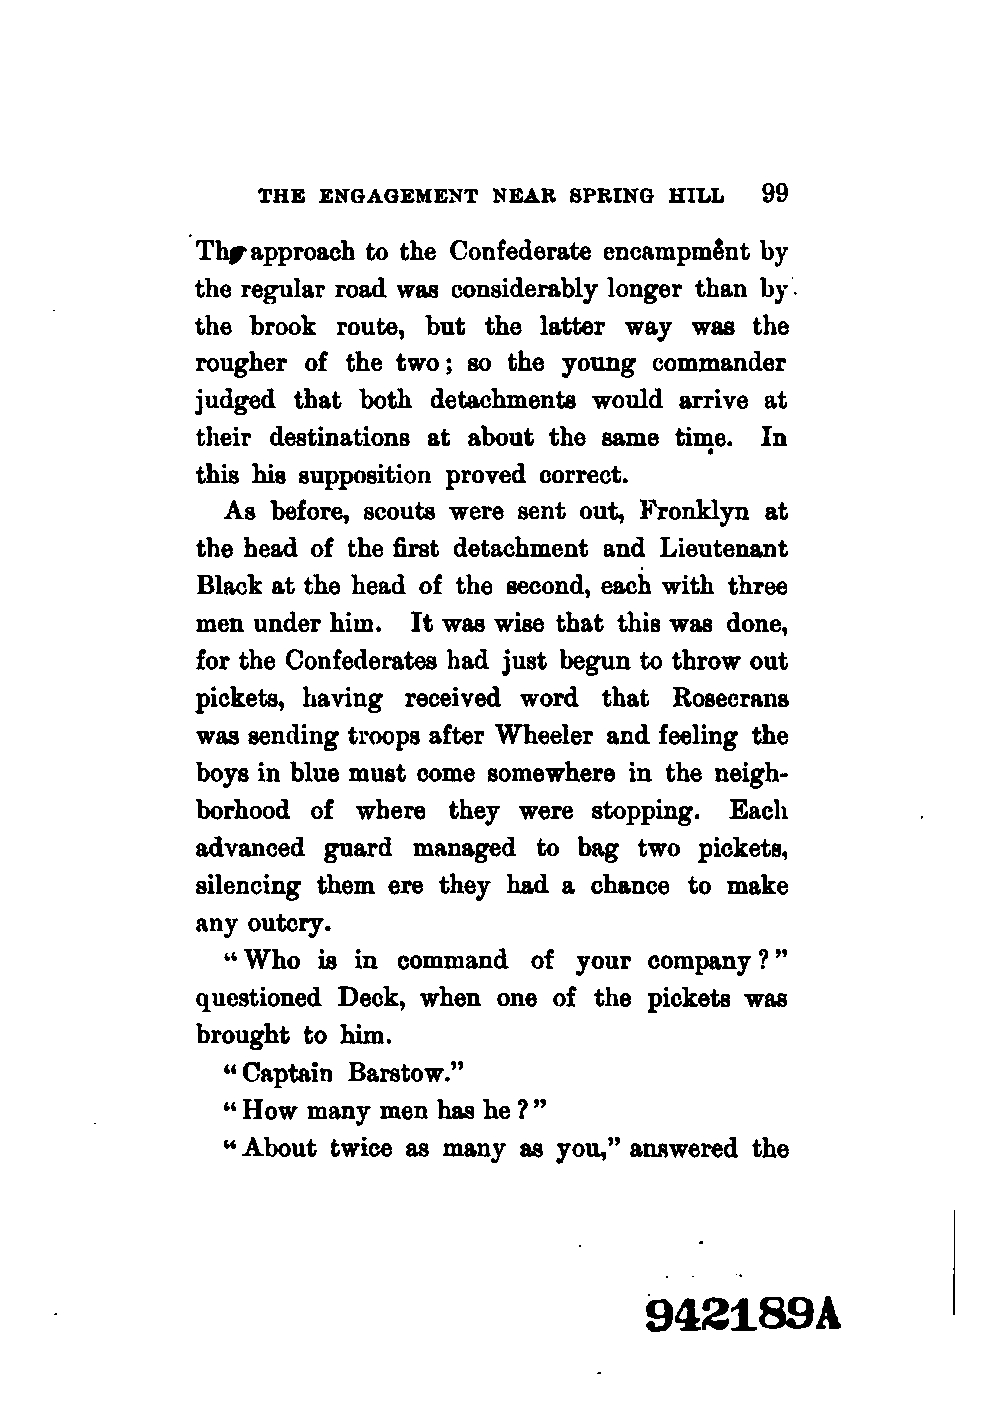 THE ENGAGEMENT NEAR SPRING HILL 99
The approach to the Confederate encampment by
the regular road was considerably longer than by
the brook route, but the latter way was the
rougher of the two; so the young commander
judged that both detachments would arrive at
their destinations at about the same time. In
this his supposition proved correct.
As before, scouts were sent out, Fronklyn at
the head of the first detachment and Lieutenant
Black at the head of the second, each with three
men under him. It was wise that this was done,
for the Confederates had just begun to throw out
pickets, having received word that Rosecrans
was sending troops after Wheeler and feeling the
boys in blue must come somewhere in the neigh-
borhood of where they were stopping. Each
advanced guard managed to bag two pickets,
silencing them ere they had a chance to make
any outcry.
"Who is in command of your company?"
questioned Deck, when one of the pickets was
brought to him.
"Captain Barstow."
"How many men has he?"
"About twice as many as you," answered the
942189A